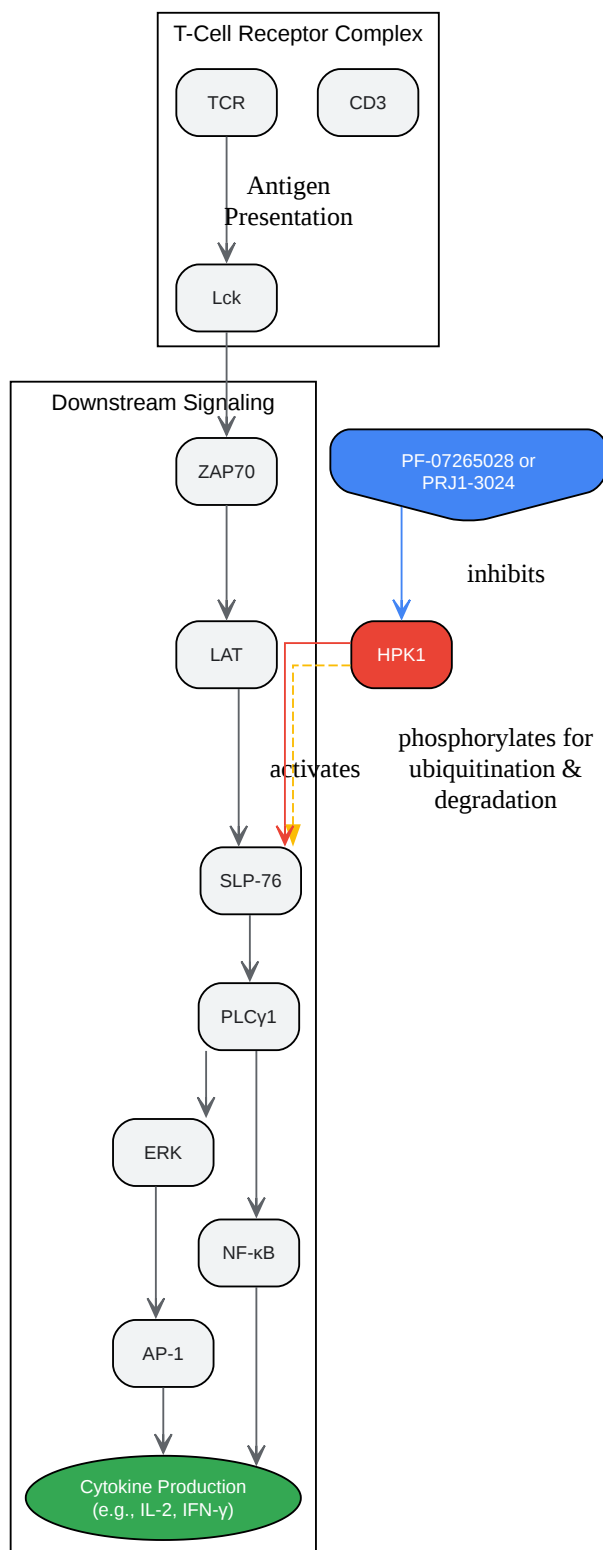 T-Cell Receptor Complex
TCR
CD3
Antigen
Presentation
Lck
Downstream Signaling
ZAP70
PF-07265028 or
PRJ1-3024
inhibits
LAT
HPK1
activates
phosphorylates for
ubiquitination &
degradation
SLP-76
PLCγ1
ERK
NF-κB
AP-1
Cytokine Production
(e.g., IL-2, IFN-γ)